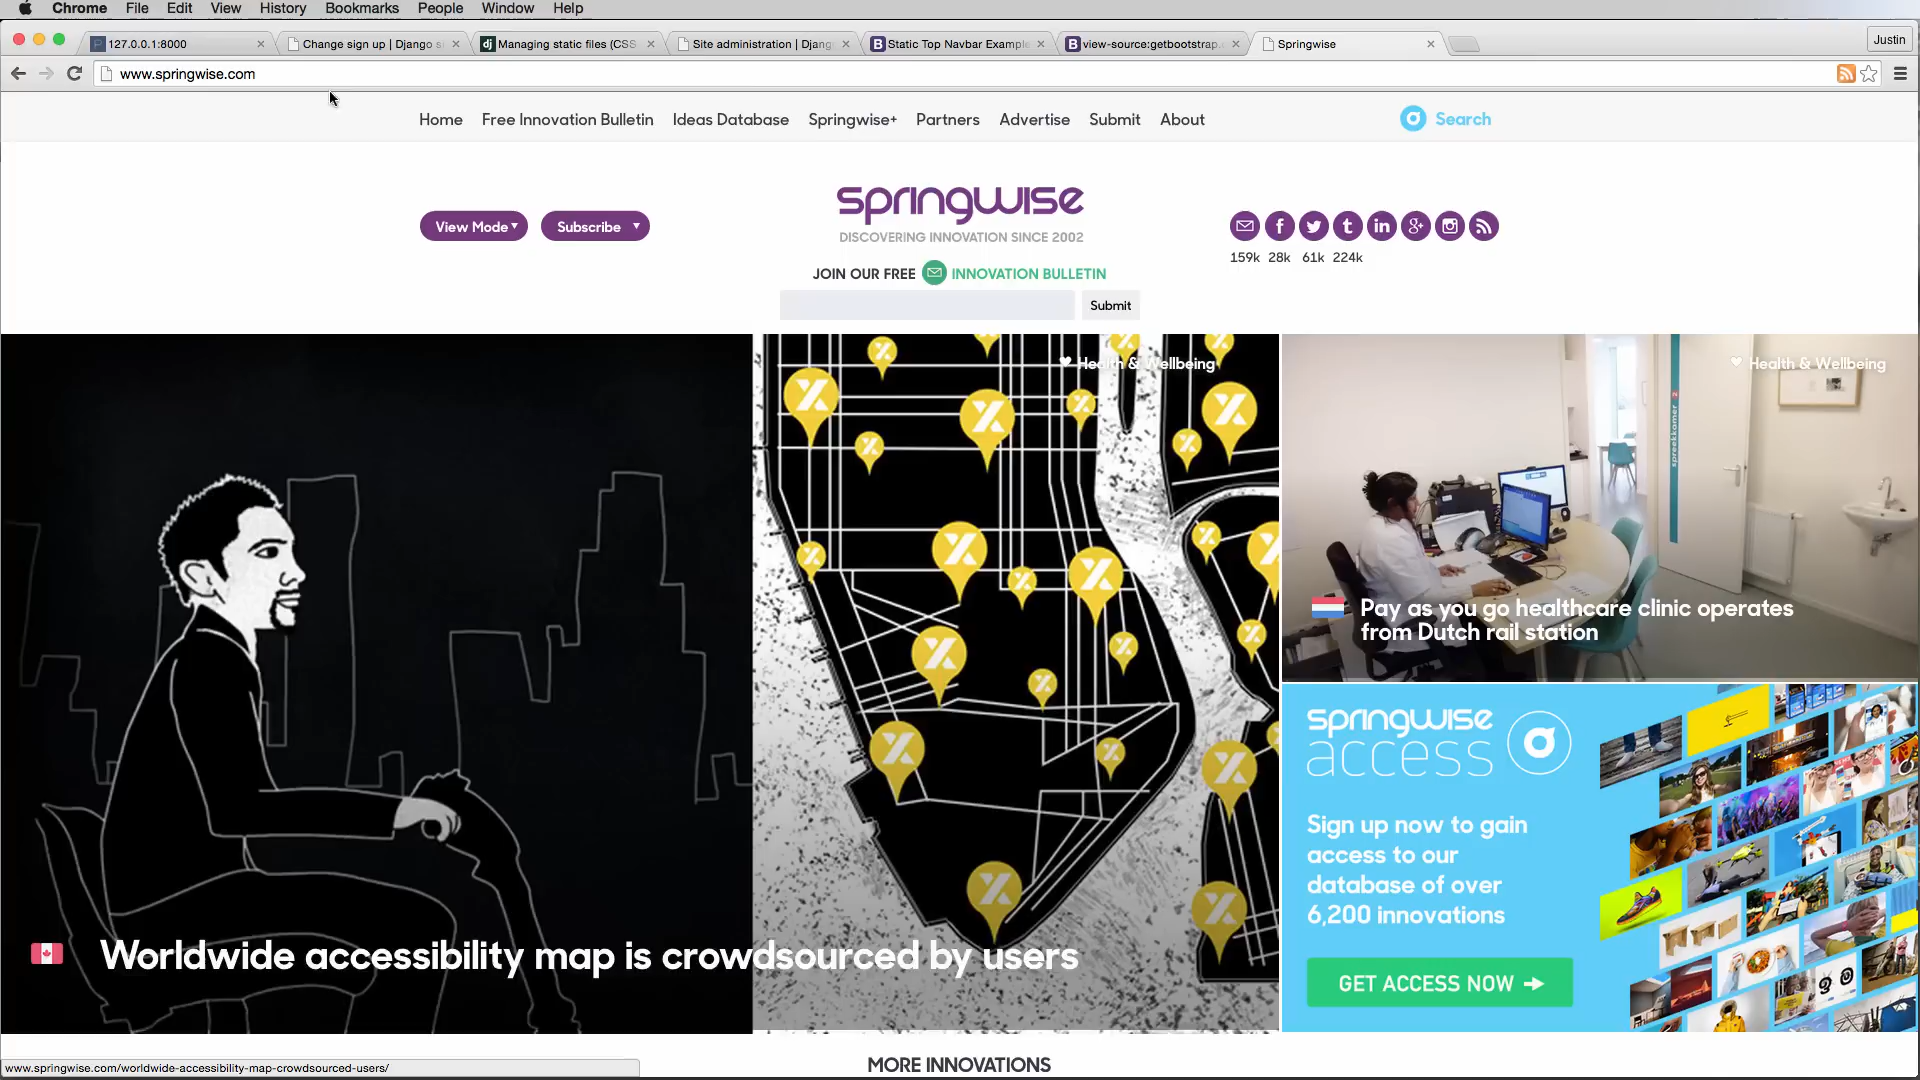 Chrome File Edit View History Bookmarks People Window Help
127.0.0.1:8000 Change sign up | Django si Managing static files (CSS Site administration | Djang Static Top Navbar Example view-source:getbootstrap.c Springwise Justin
www.springwise.com
Home Free Innovation Bulletin Ideas Database Springwise+ Partners Advertise Submit About Search
springwise
DISCOVERING INNOVATION SINCE 2002
View Mode Subscribe
159k 28k 61k 224k
JOIN OUR FREE INNOVATION BULLETIN
Submit
Health & Wellbeing
Health & Wellbeing
spreekkamer 2
Pay as you go healthcare clinic operates
from Dutch rail station
springwise
access
Sign up now to gain
access to our
database of over
6,200 innovations
GET ACCESS NOW
Worldwide accessibility map is crowdsourced by users
MORE INNOVATIONS
www.springwise.com/worldwide-accessibility-map-crowdsourced-users/